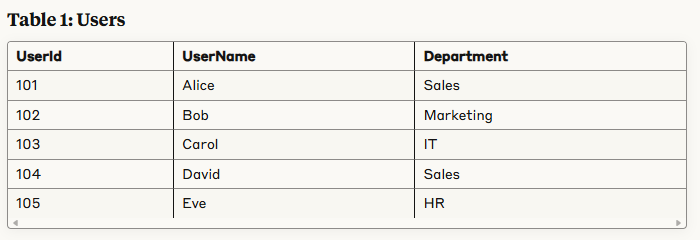 Table 1: Users
UserId UserName Department
101 Alice Sales
102 Bob Marketing
103 Carol IT
104 David Sales
105 Eve HR